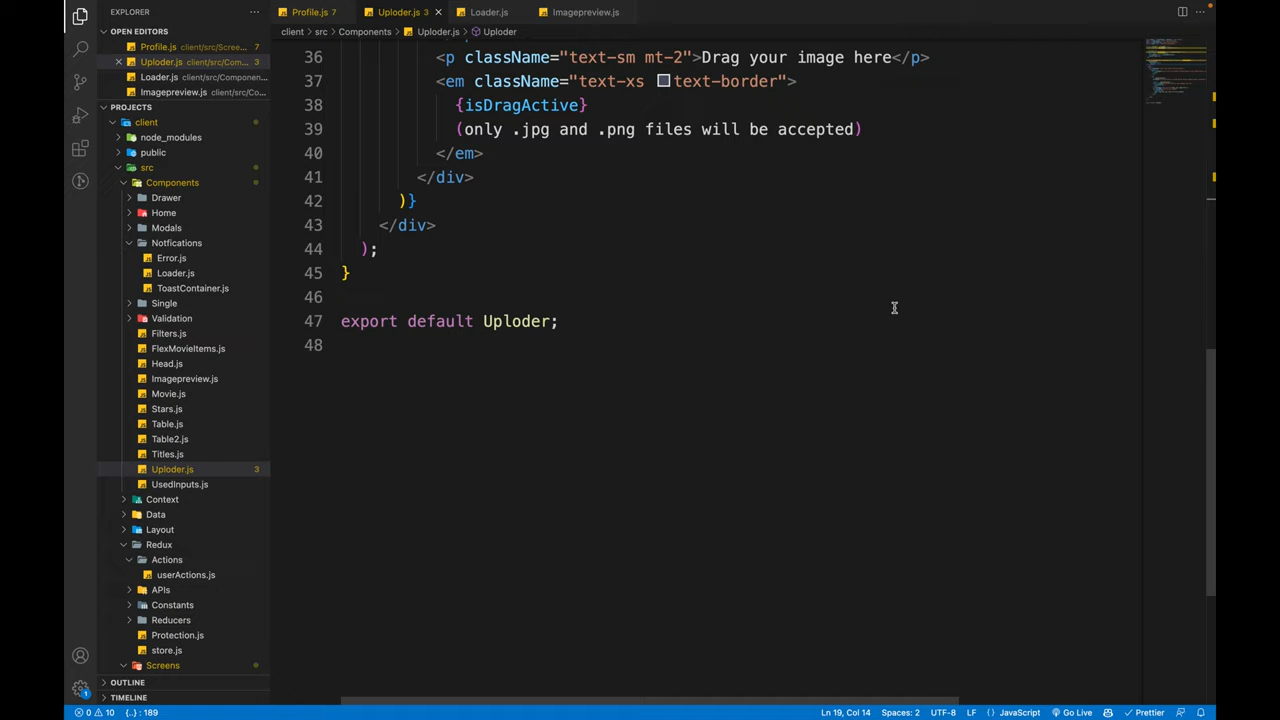 EXPLORER
OPEN EDITORS
Profile.js client/src/Scree... 7
Uploder.js client/src/Com... 3
Loader.js client/src/Componen...
Imagepreview.js client/src/Co...
PROJECTS
client
node_modules
public
src
Components
Drawer
Home
Modals
Notfications
Error.js
Loader.js
ToastContainer.js
Single
Validation
Filters.js
FlexMovieItems.js
Head.js
Imagepreview.js
Movie.js
Stars.js
Table.js
Table2.js
Titles.js
Uploder.js 3
UsedInputs.js
Context
Data
Layout
Redux
Actions
userActions.js
APIs
Constants
Reducers
Protection.js
store.js
Screens
OUTLINE
TIMELINE
Profile.js 7 Uploder.js 3 Loader.js Imagepreview.js
client > src > Components > Uploder.js > Uploder
36 <p className="text-sm mt-2">Drag your image here</p>
37 <em className="text-xs text-border">
38 {isDragActive}
39 (only .jpg and .png files will be accepted)
40 </em>
41 </div>
42 )}
43 </div>
44 );
45 }
46
47 export default Uploder;
48
1
0 10 {..} : 189 Ln 19, Col 14 Spaces: 2 UTF-8 LF {} JavaScript Go Live Prettier